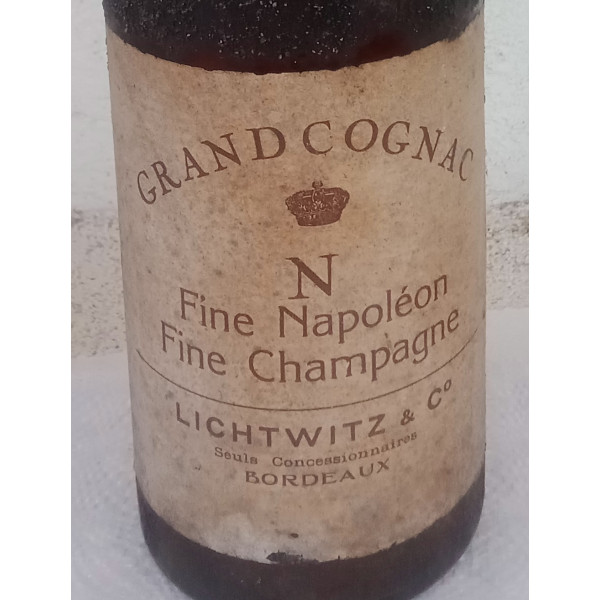 GRAND COGNAC
N
Fine Napoléon
Fine Champagne
LICHTWITZ & Cº
Seuls Concessionnaires
BORDEAUX